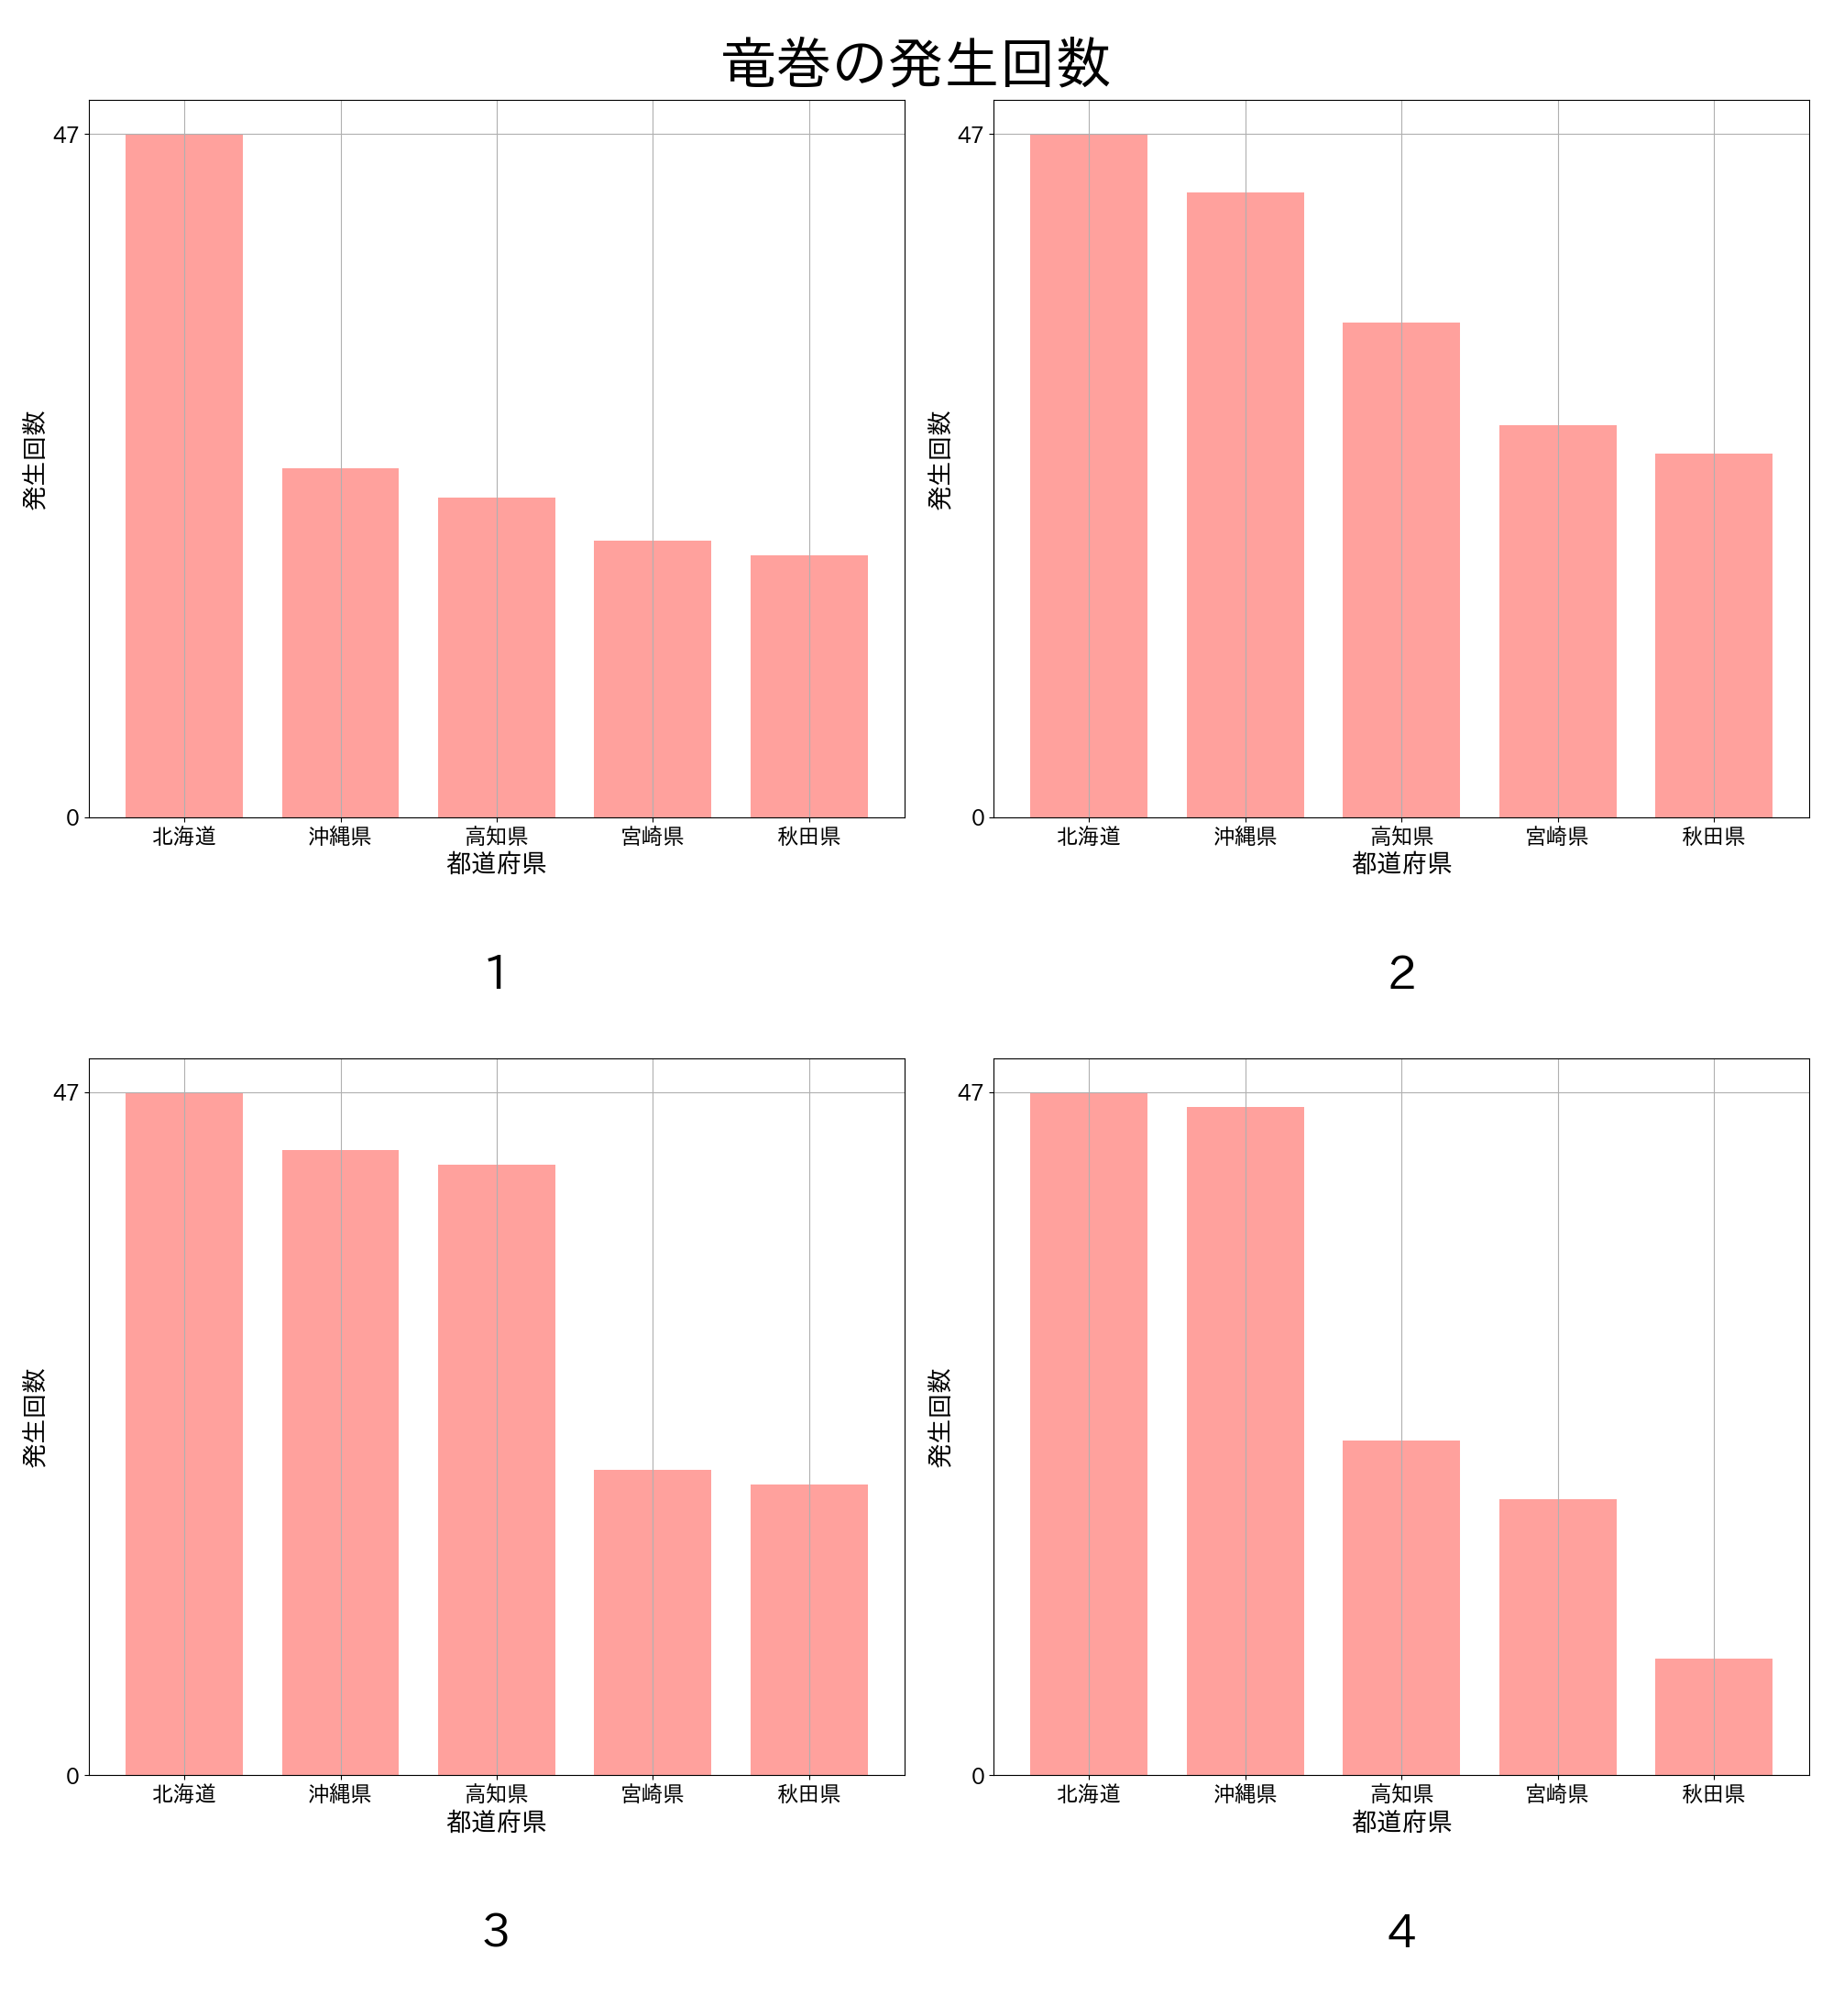 竜巻の発生回数
47
0
発生回数
北海道 沖縄県 高知県 宮崎県 秋田県
都道府県
1
47
0
発生回数
北海道 沖縄県 高知県 宮崎県 秋田県
都道府県
2
47
0
発生回数
北海道 沖縄県 高知県 宮崎県 秋田県
都道府県
3
47
0
発生回数
北海道 沖縄県 高知県 宮崎県 秋田県
都道府県
4